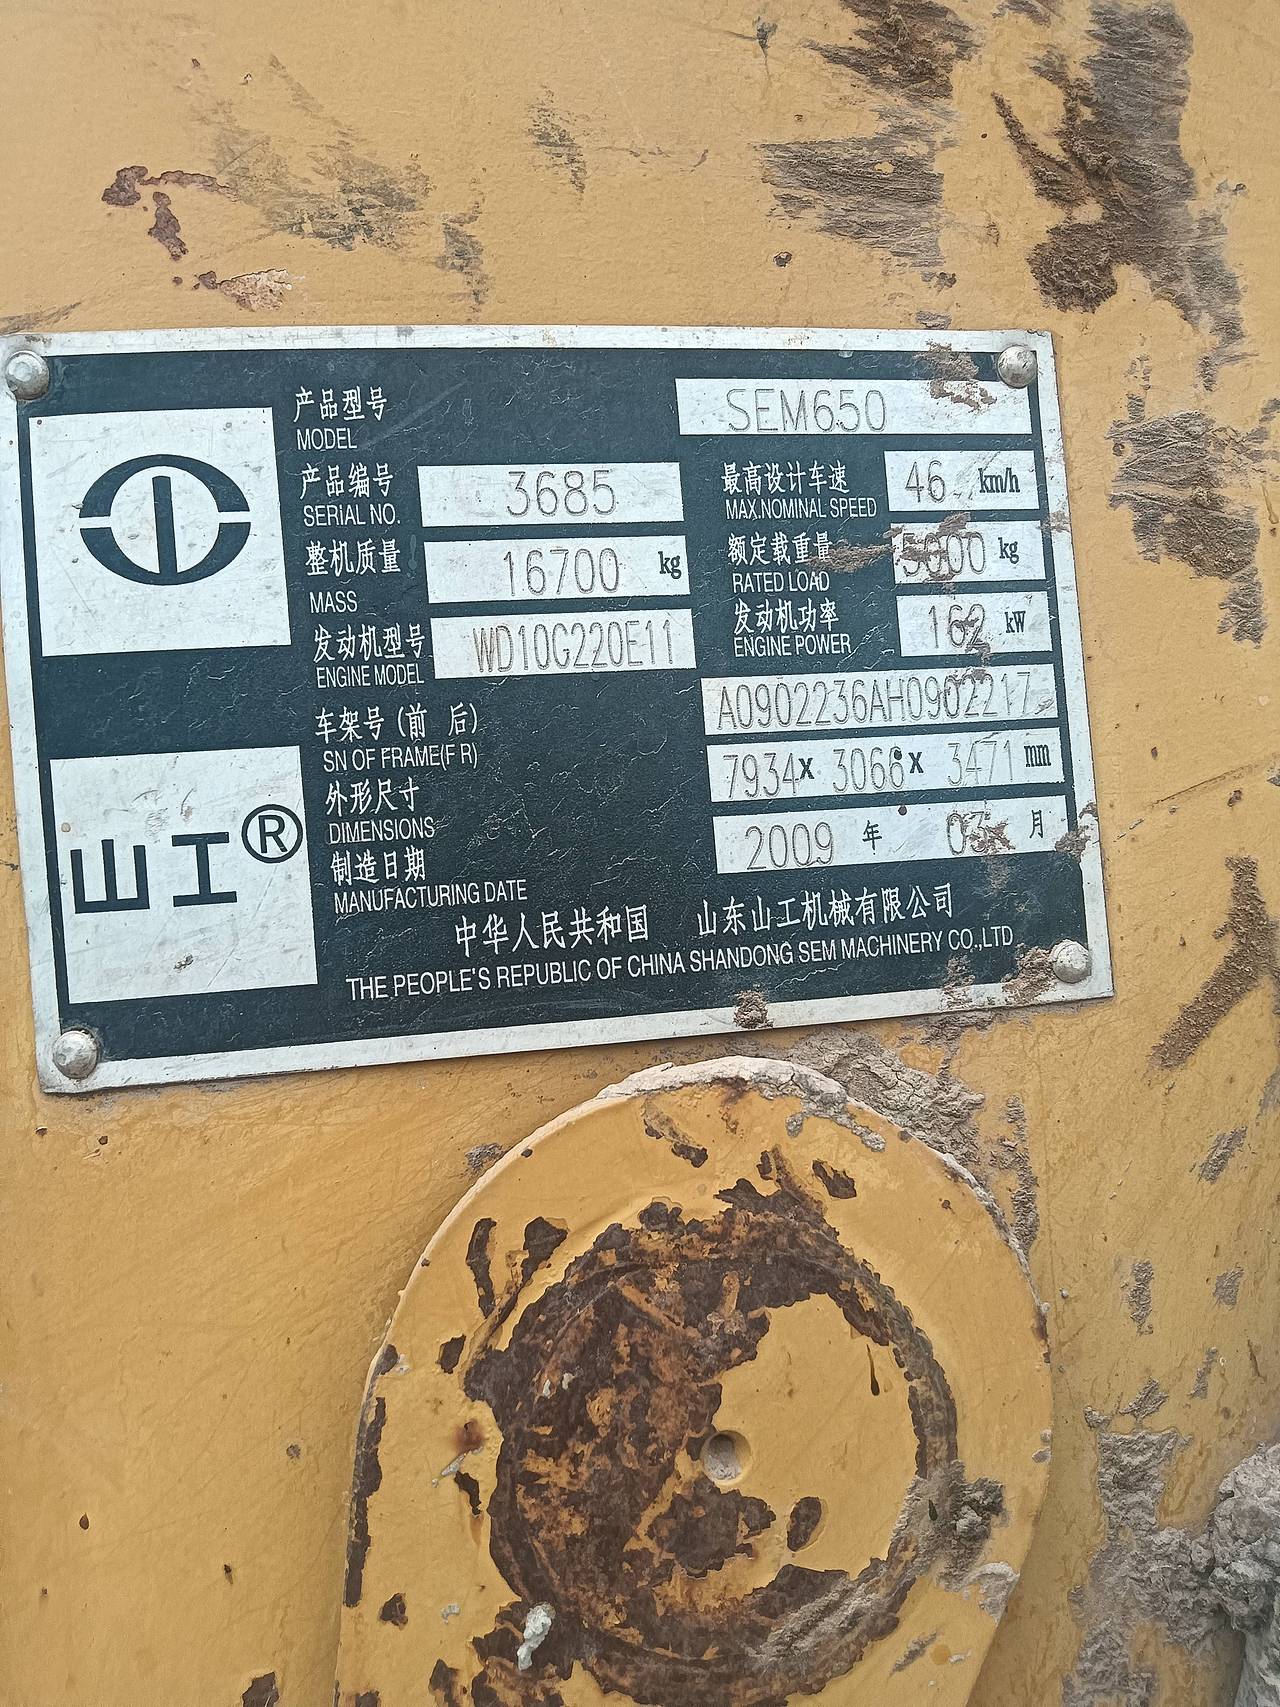 产品型号 SEM650
MODEL
产品编号 3685 最高设计车速 46 km/h
SERIAL NO. MAX.NOMINAL SPEED
整机质量 16700 kg 额定载重量 5000 kg
MASS RATED LOAD
发动机型号 WD10G220E11 发动机功率 162 kW
ENGINE MODEL ENGINE POWER
车架号(前 后) A0902236AH0902217
SN OF FRAME(F R)
外形尺寸 7934x 3066x 3471 mm
DIMENSIONS
制造日期 2009 年 03 月
MANUFACTURING DATE
山工®
中华人民共和国 山东山工机械有限公司
THE PEOPLE'S REPUBLIC OF CHINA SHANDONG SEM MACHINERY CO.,LTD